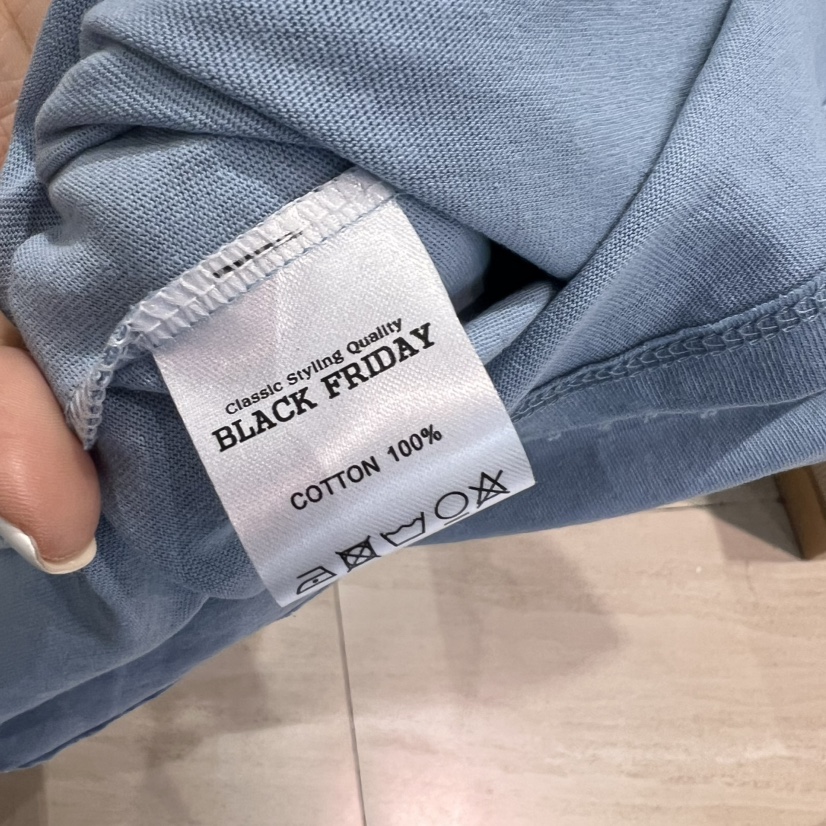 Classic Styling Quality
BLACK FRIDAY
COTTON 100%